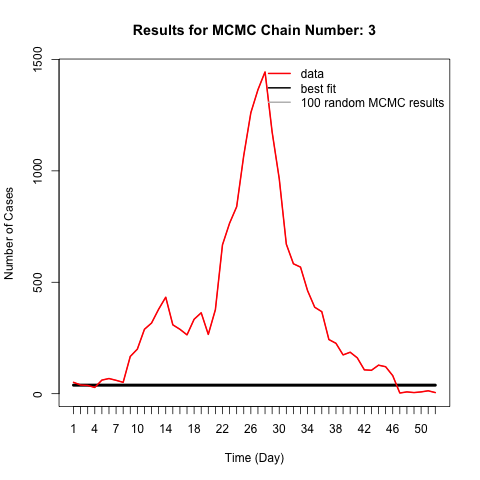 Results for MCMC Chain Number: 3
Number of Cases
1500
1000
500
0
data
best fit
100 random MCMC results
1 4 7 10 14 18 22 26 30 34 38 42 46 50
Time (Day)